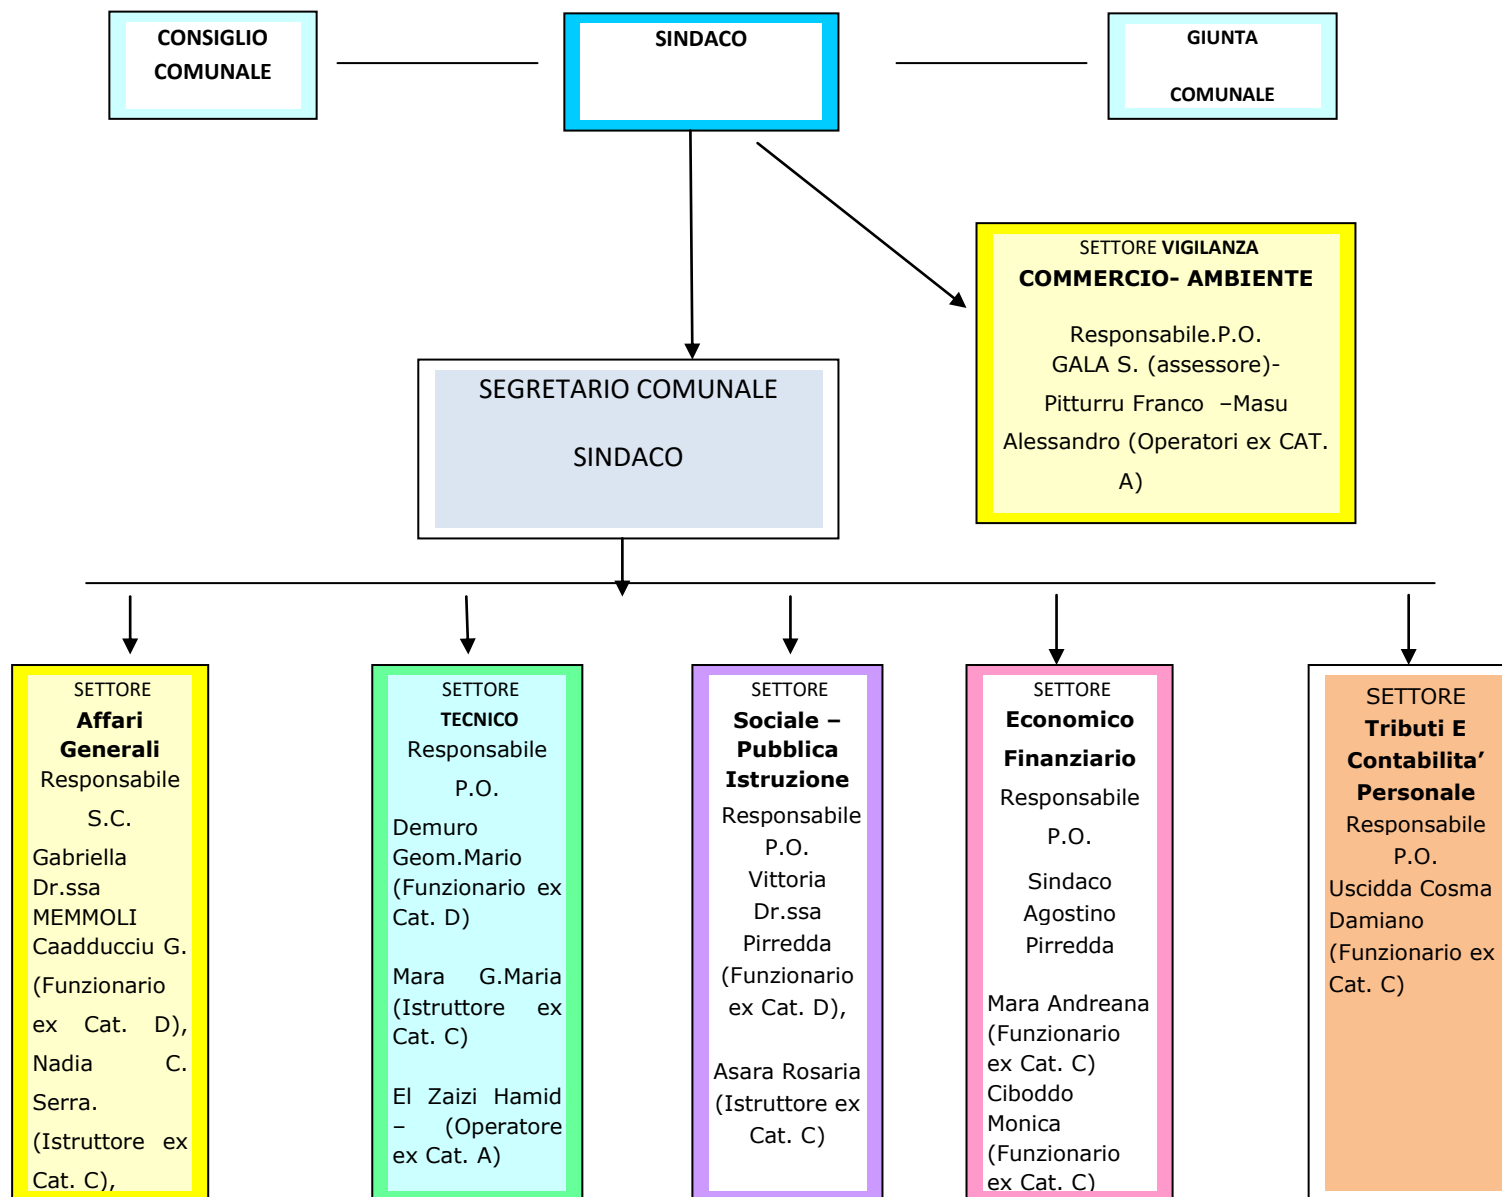 CONSIGLIO
COMUNALE
SINDACO
GIUNTA
COMUNALE
SETTORE VIGILANZA
COMMERCIO- AMBIENTE
Responsabile.P.O.
GALA S. (assessore)-
Pitturru Franco –Masu
Alessandro (Operatori ex CAT.
A)
SEGRETARIO COMUNALE
SINDACO
SETTORE
Affari
Generali
Responsabile
S.C.
Gabriella
Dr.ssa
MEMMOLI
Caadducciu G.
(Funzionario
ex Cat. D),
Nadia C.
Serra.
(Istruttore ex
Cat. C),
SETTORE
TECNICO
Responsabile
P.O.
Demuro
Geom.Mario
(Funzionario ex
Cat. D)
Mara G.Maria
(Istruttore ex
Cat. C)
El Zaizi Hamid
– (Operatore
ex Cat. A)
SETTORE
Sociale –
Pubblica
Istruzione
Responsabile
P.O.
Vittoria
Dr.ssa
Pirredda
(Funzionario
ex Cat. D),
Asara Rosaria
(Istruttore ex
Cat. C)
SETTORE
Economico
Finanziario
Responsabile
P.O.
Sindaco
Agostino
Pirredda
Mara Andreana
(Funzionario
ex Cat. C)
Ciboddo
Monica
(Funzionario
ex Cat. C)
SETTORE
Tributi E
Contabilita’
Personale
Responsabile
P.O.
Uscidda Cosma
Damiano
(Funzionario ex
Cat. C)